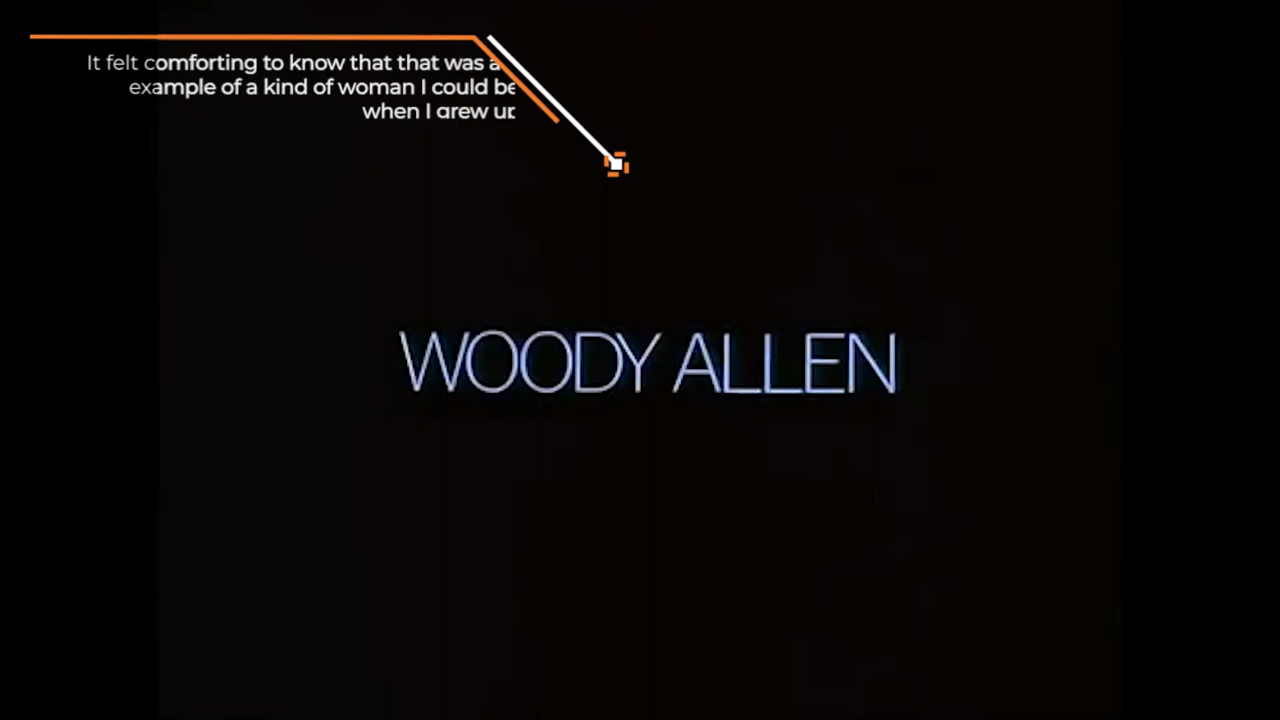 It felt comforting to know that that was a
example of a kind of woman I could be
when I grew up
WOODY ALLEN